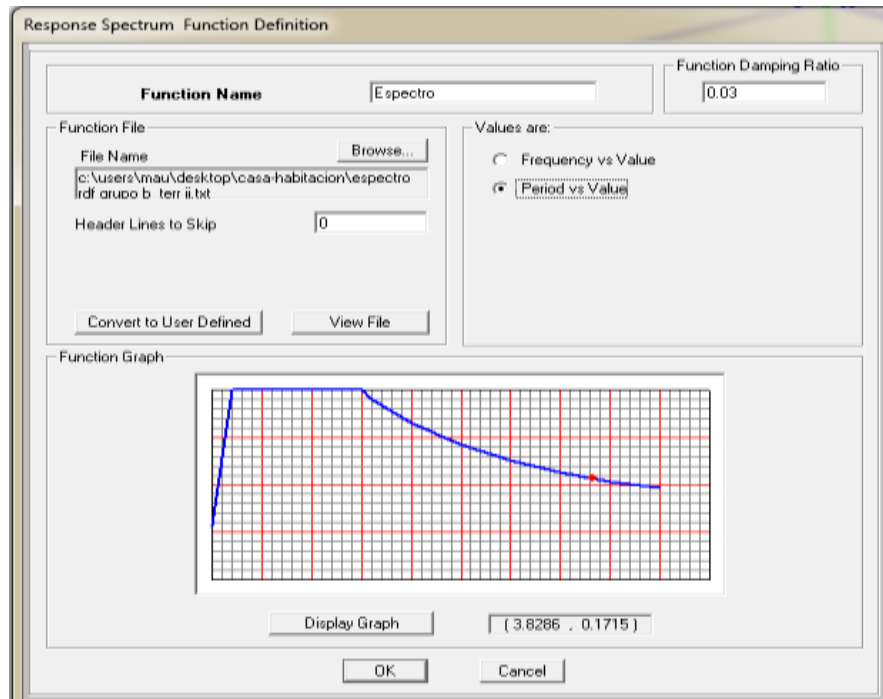 Response Spectrum Function Definition
Function Name
Espectro
Function Damping Ratio
0.03
Function File
File Name
Browse...
c:\users\mau\desktop\casa-habitacion\espectro
rdf grupo b_terr ii.txt
Header Lines to Skip
0
Convert to User Defined
View File
Values are:
Frequency vs Value
Period vs Value
Function Graph
Display Graph
( 3.8286 , 0.1715 )
OK
Cancel